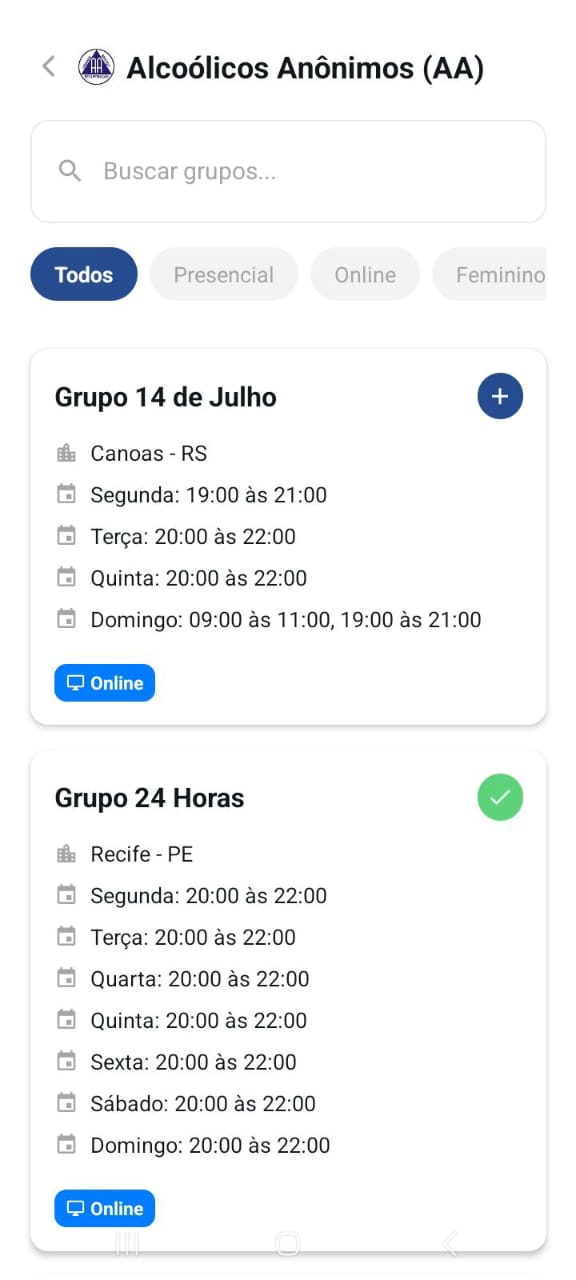 Alcoólicos Anônimos (AA)
Buscar grupos...
Todos
Presencial
Online
Feminino
Grupo 14 de Julho
Canoas - RS
Segunda: 19:00 às 21:00
Terça: 20:00 às 22:00
Quinta: 20:00 às 22:00
Domingo: 09:00 às 11:00, 19:00 às 21:00
Online
Grupo 24 Horas
Recife - PE
Segunda: 20:00 às 22:00
Terça: 20:00 às 22:00
Quarta: 20:00 às 22:00
Quinta: 20:00 às 22:00
Sexta: 20:00 às 22:00
Sábado: 20:00 às 22:00
Domingo: 20:00 às 22:00
Online